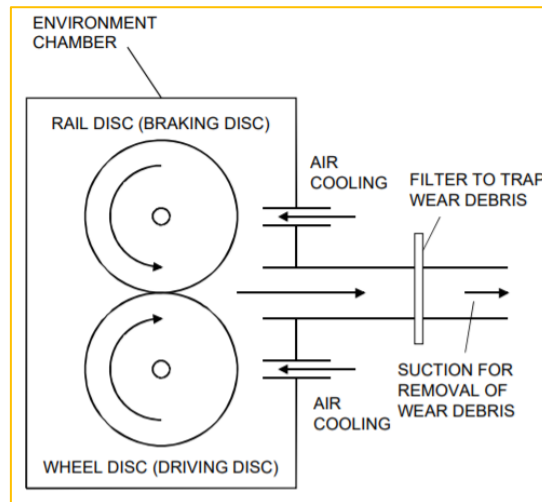 ENVIRONMENT
CHAMBER
RAIL DISC (BRAKING DISC)
AIR
COOLING
FILTER TO TRAP
WEAR DEBRIS
SUCTION FOR
REMOVAL OF
WEAR DEBRIS
AIR
COOLING
WHEEL DISC (DRIVING DISC)